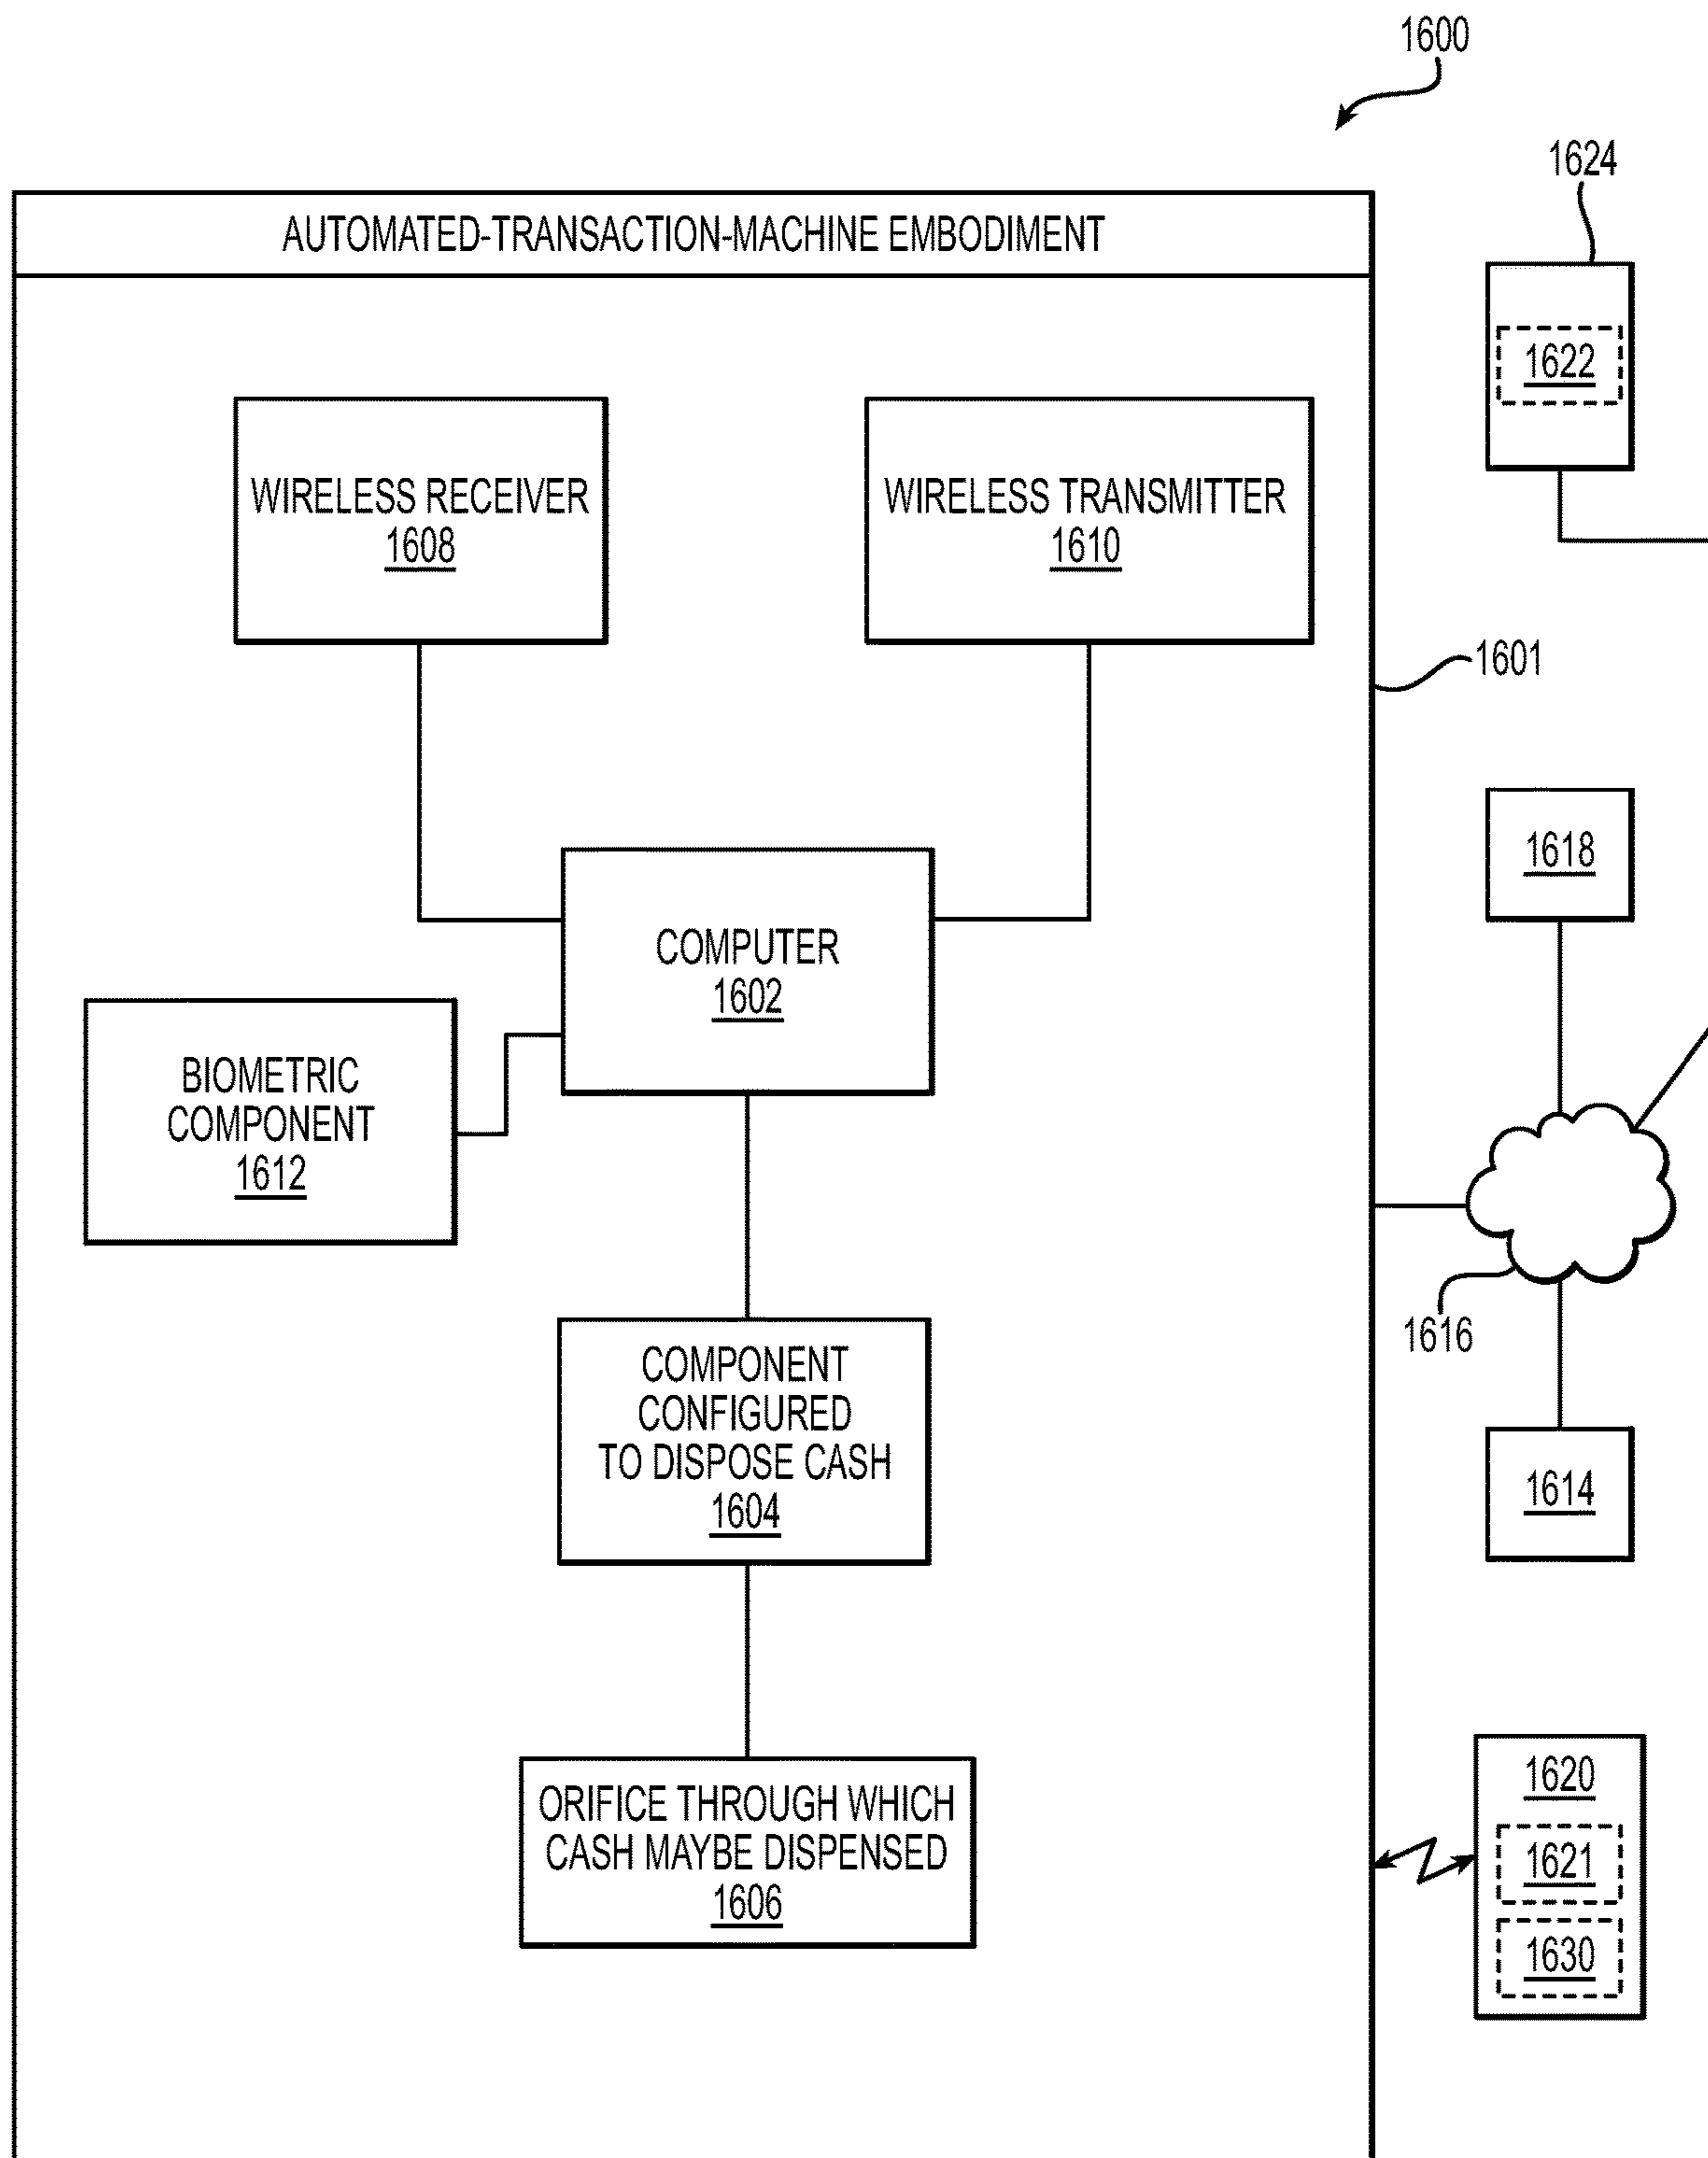 1600
1624
AUTOMATED-TRANSACTION-MACHINE EMBODIMENT
1622
WIRELESS RECEIVER
1608
WIRELESS TRANSMITTER
1610
1601
1618
COMPUTER
1602
BIOMETRIC
COMPONENT
1612
1616
COMPONENT
CONFIGURED
TO DISPOSE CASH
1604
1614
ORIFICE THROUGH WHICH
CASH MAYBE DISPENSED
1606
1620
1621
1630